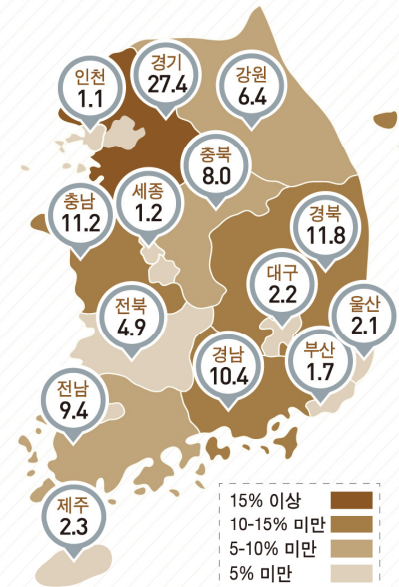 인천
1.1
경기
27.4
강원
6.4
충북
8.0
충남
11.2
세종
1.2
경북
11.8
대구
2.2
울산
2.1
전북
4.9
경남
10.4
부산
1.7
전남
9.4
제주
2.3
15% 이상
10-15% 미만
5-10% 미만
5% 미만